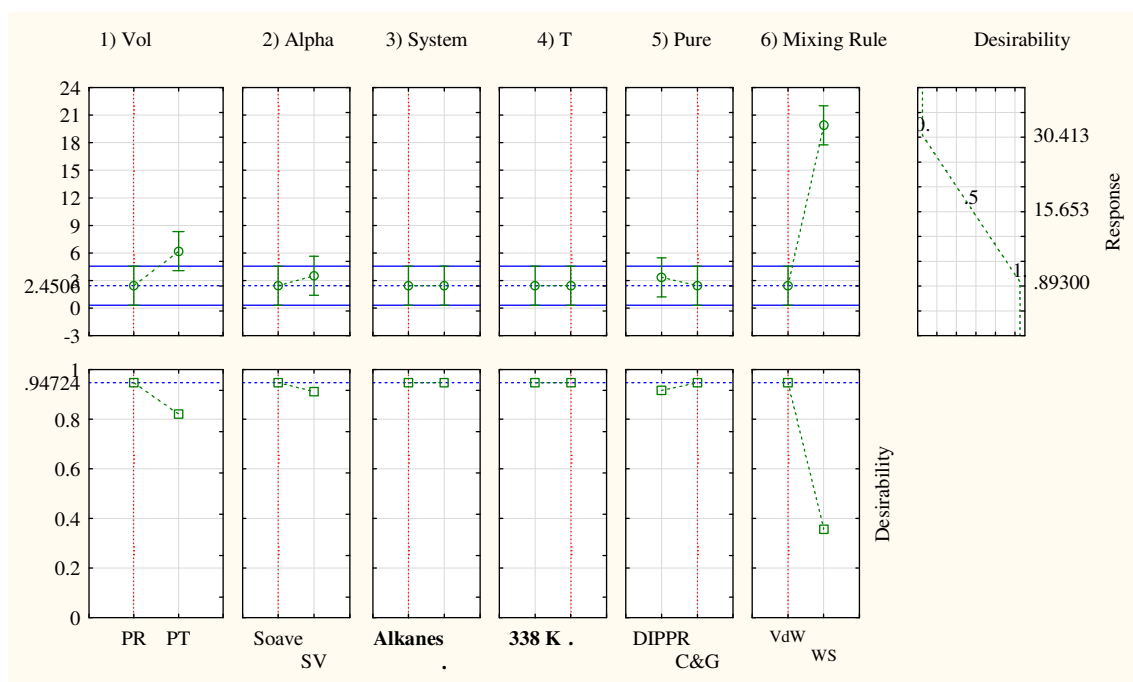 1) Vol 2) Alpha 3) System 4) T 5) Pure 6) Mixing Rule Desirability
24
21
18
15
12
9
6
3
2.4506
0
-3
0.
.5
1.
30.413
15.653
.89300
Response
1
.94724
0.8
0.6
0.4
0.2
0
Desirability
PR PT
Soave
SV
Alkanes
.
338 K .
DIPPR
C&G
VdW
WS